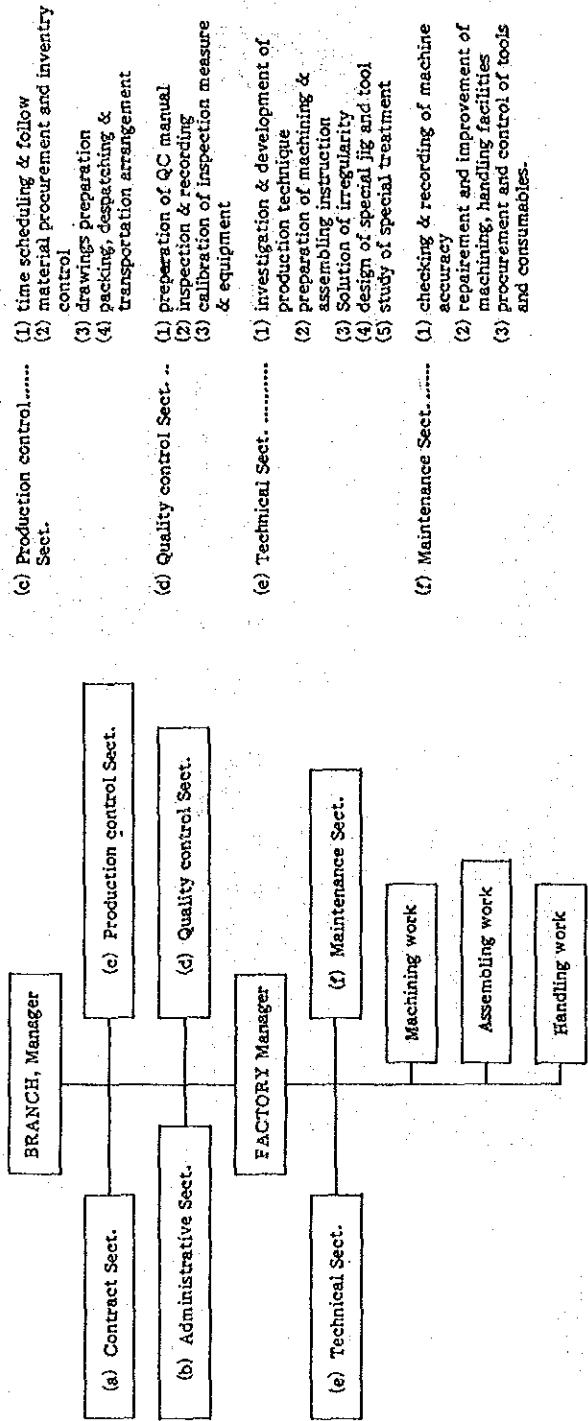 BRANCH, Manager
(a) Contract Sect.
(c) Production control Sect.
(b) Administrative Sect.
(d) Quality control Sect.
FACTORY Manager
(e) Technical Sect.
(f) Maintenance Sect.
Machining work
Assembling work
Handling work
(c) Production control......
Sect.
(1) time scheduling & follow
(2) material procurement and inventry
control
(3) drawings preparation
(4) packing, despatching &
transportation arrangement
(d) Quality control Sect. ..
(1) preparation of QC manual
(2) inspection & recording
(3) calibration of inspection measure
& equipment
(e) Technical Sect. ..........
(1) investigation & development of
production technique
(2) preparation of machining &
assembling instruction
(3) Solution of irregularity
(4) design of special jig and tool
(5) study of special treatment
(f) Maintenance Sect. ......
(1) checking & recording of machine
accuracy
(2) repairement and improvement of
machining, handling facilities
(3) procurement and control of tools
and consumables.